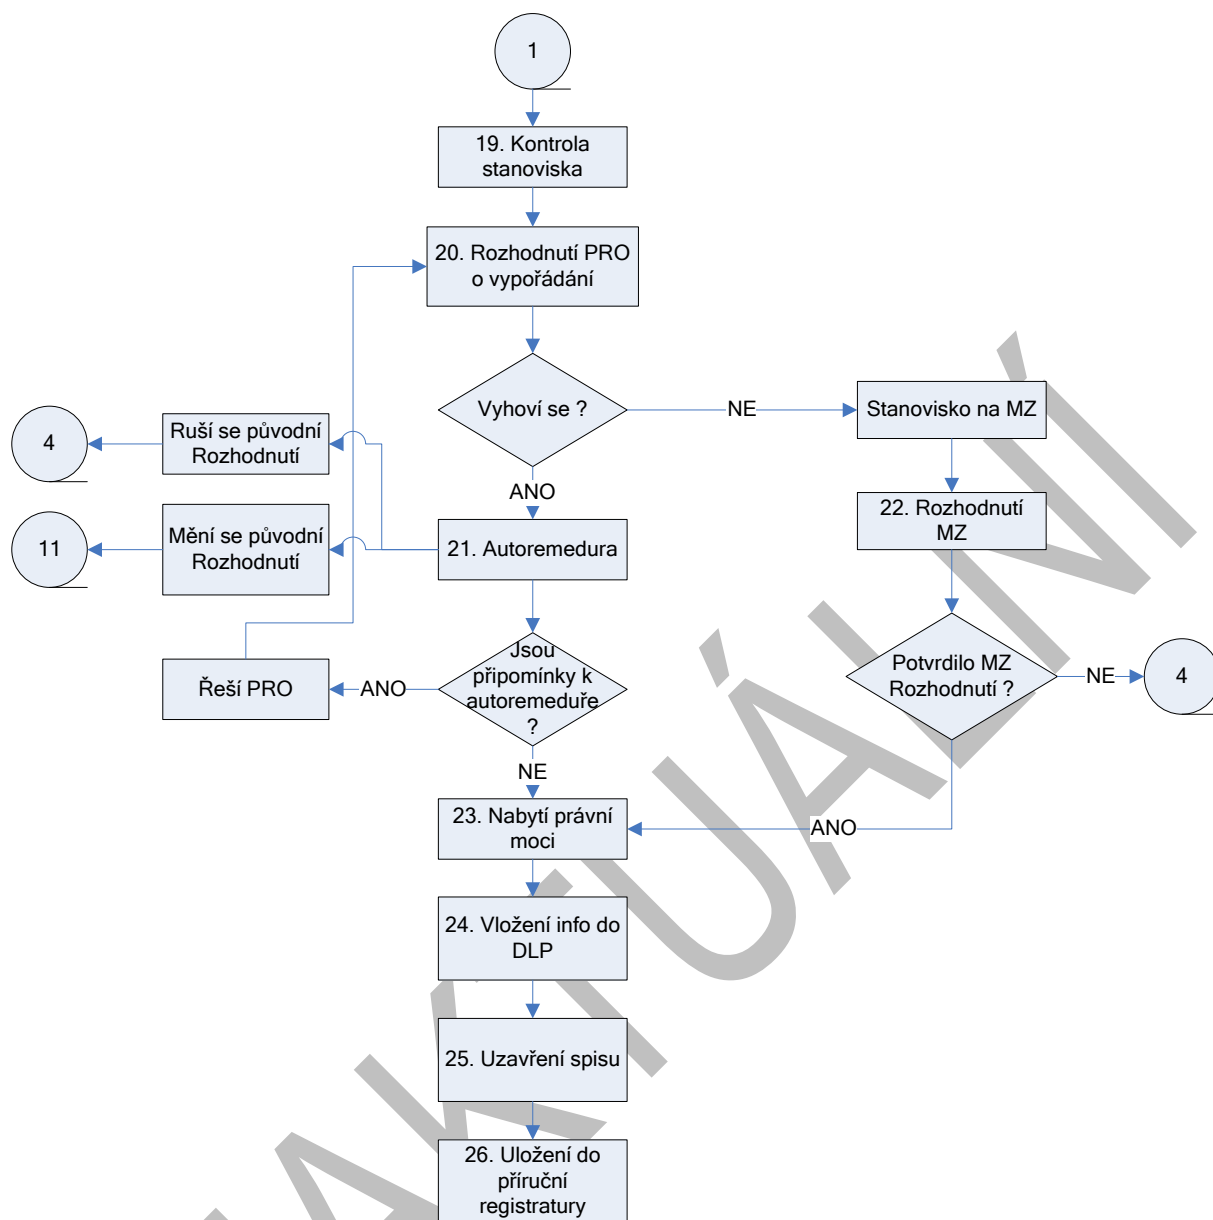 1
19. Kontrola
stanoviska
20. Rozhodnutí PRO
o vypořádání
Vyhoví se ?
NE
Stanovisko na MZ
4
Ruší se původní
Rozhodnutí
ANO
22. Rozhodnutí
MZ
11
Mění se původní
Rozhodnutí
21. Autoremedura
Jsou
připomínky k
autoremeduře
?
ANO
Řeší PRO
Potvrdilo MZ
Rozhodnutí ?
NE
4
NE
23. Nabytí právní
moci
ANO
24. Vložení info do
DLP
25. Uzavření spisu
26. Uložení do
příruční
registratury
AKTUÁLNÍ